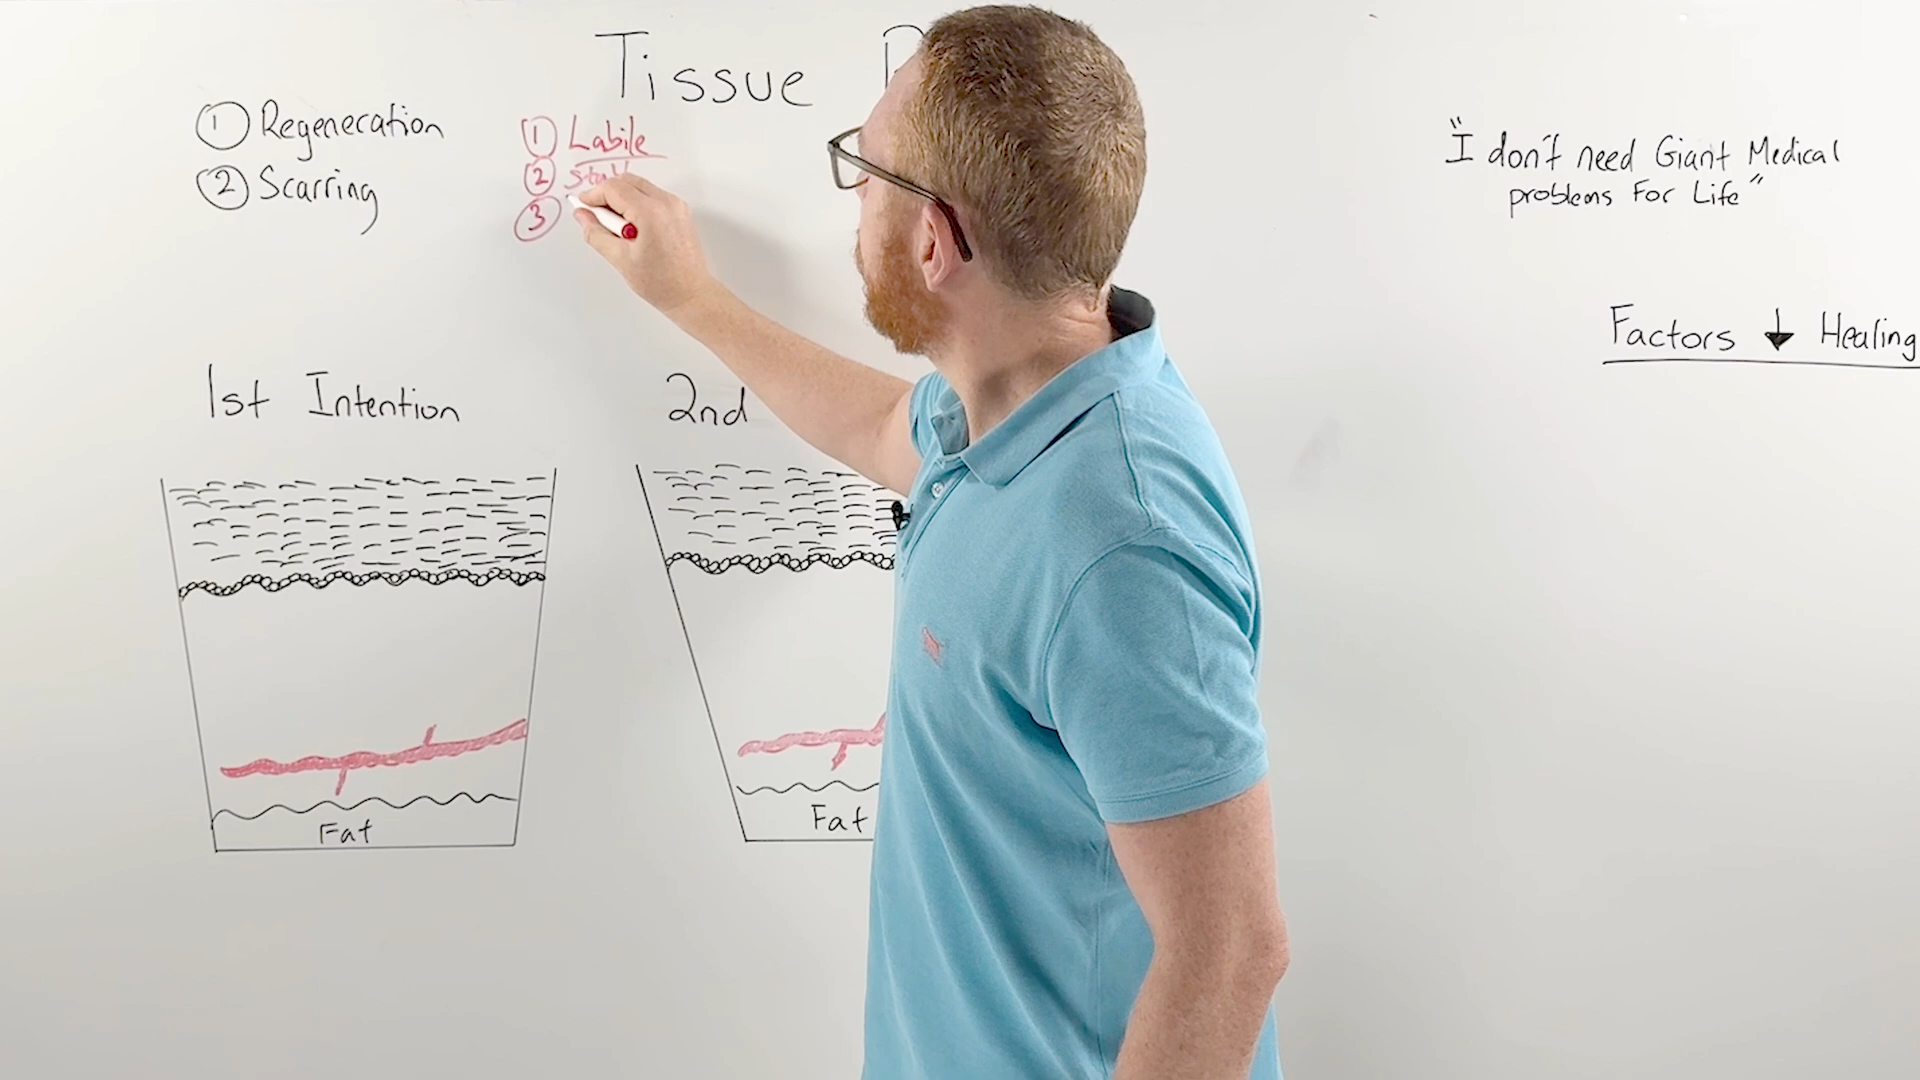 Tissue
① Regeneration
② Scarring
① Labile
②
③
"I don't need Giant Medical
problems For Life"
Factors ↓ Healing
1st Intention
2nd
Fat
Fat